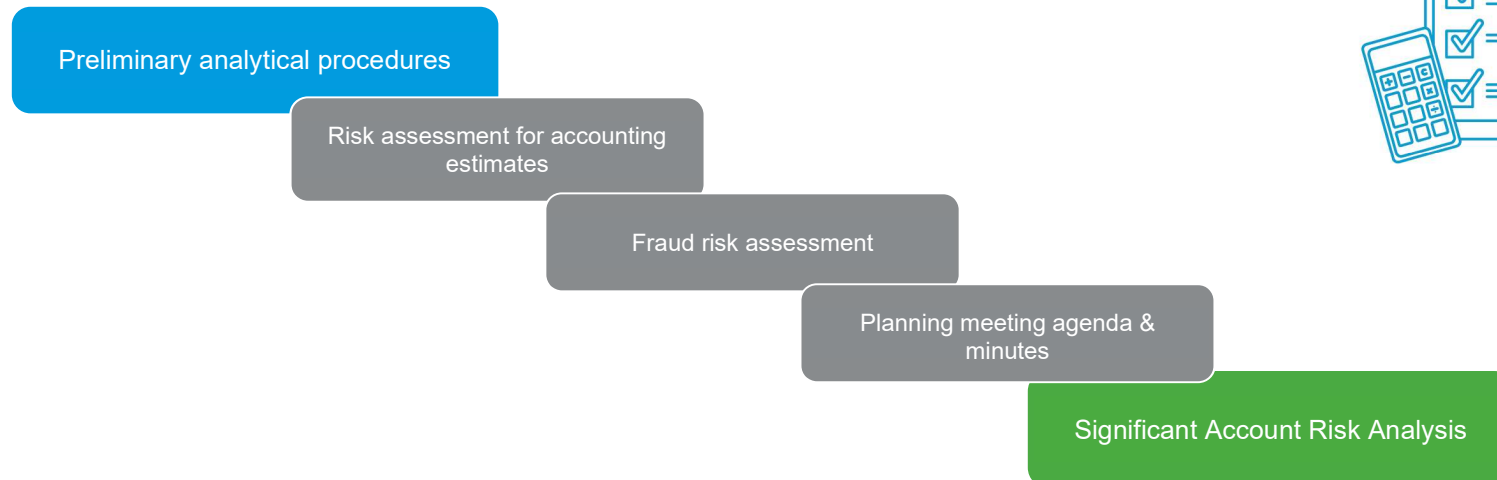 Preliminary analytical procedures
Risk assessment for accounting
estimates
Fraud risk assessment
Planning meeting agenda &
minutes
Significant Account Risk Analysis